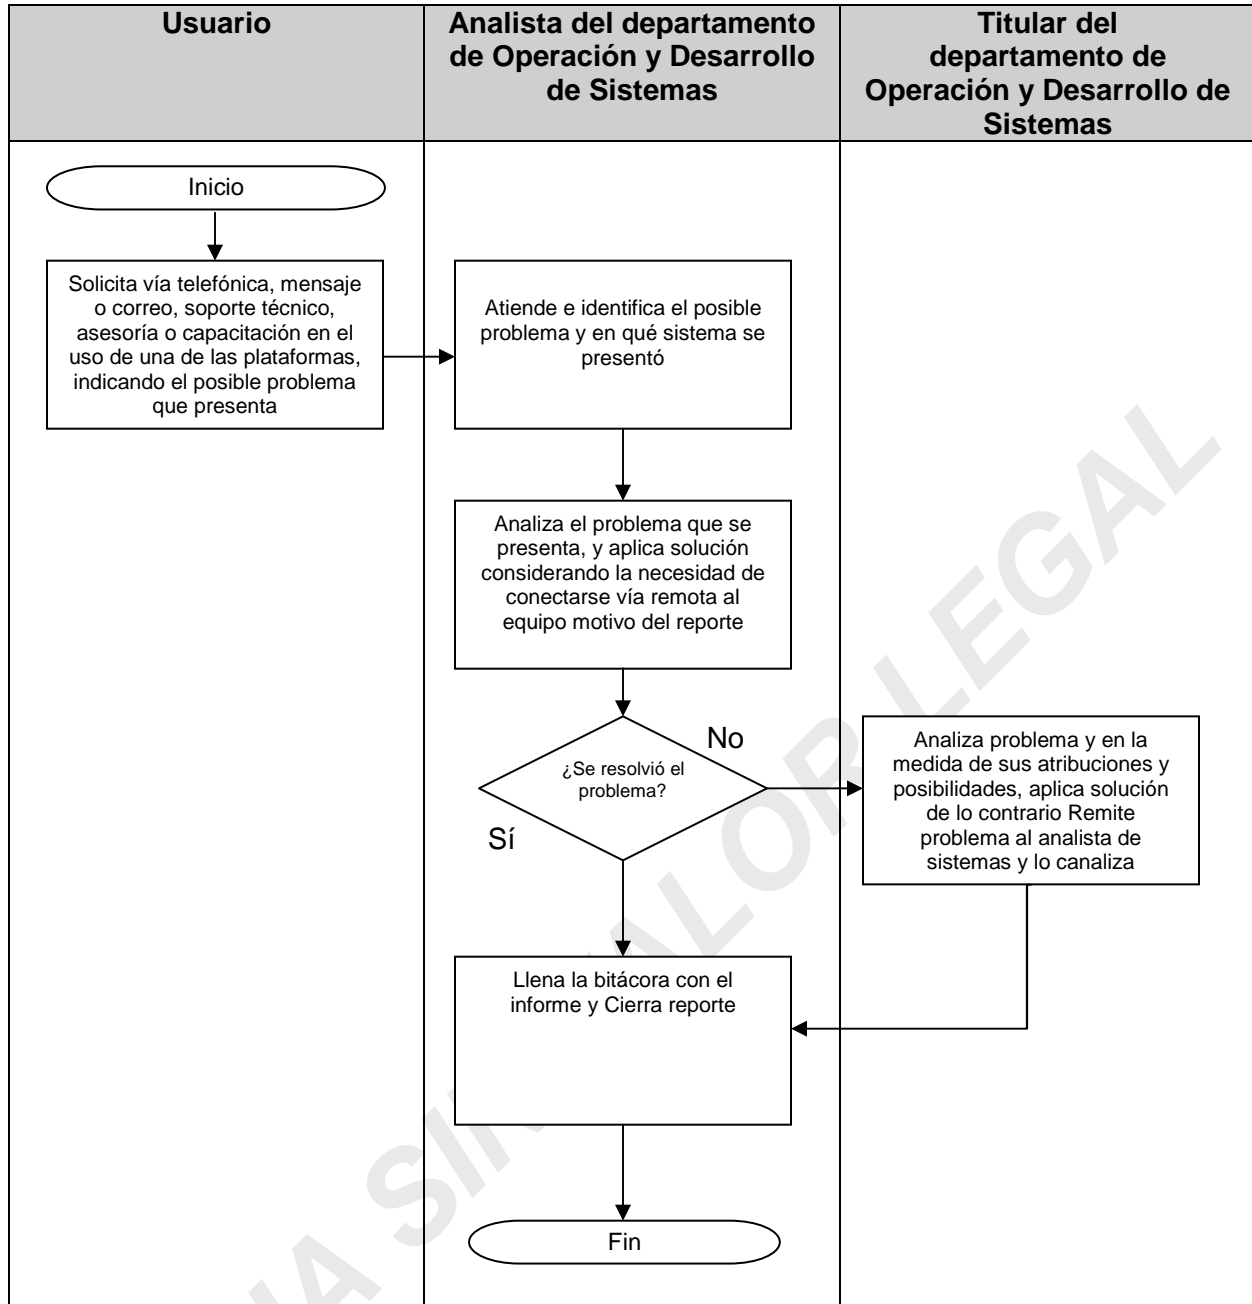 Usuario
Analista del departamento
de Operación y Desarrollo
de Sistemas
Titular del
departamento de
Operación y Desarrollo de
Sistemas
Inicio
Solicita vía telefónica, mensaje
o correo, soporte técnico,
asesoría o capacitación en el
uso de una de las plataformas,
indicando el posible problema
que presenta
Atiende e identifica el posible
problema y en qué sistema se
presentó
Analiza el problema que se
presenta, y aplica solución
considerando la necesidad de
conectarse vía remota al
equipo motivo del reporte
¿Se resolvió el
problema?
No
Sí
Analiza problema y en la
medida de sus atribuciones y
posibilidades, aplica solución
de lo contrario Remite
problema al analista de
sistemas y lo canaliza
Llena la bitácora con el
informe y Cierra reporte
Fin
SIN VALOR LEGAL